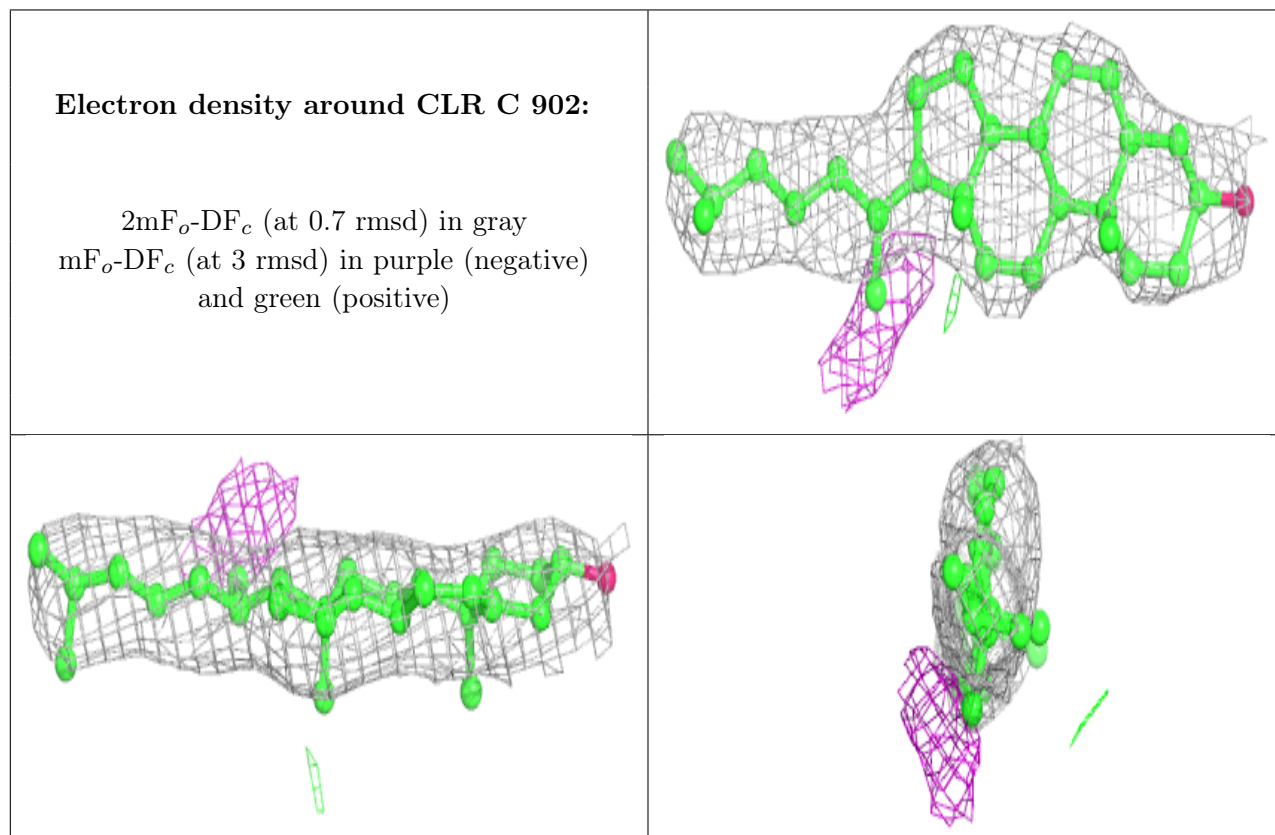 Electron density around CLR C 902:
2mFₒ-DF𝒸 (at 0.7 rmsd) in gray
mFₒ-DF𝒸 (at 3 rmsd) in purple (negative)
and green (positive)